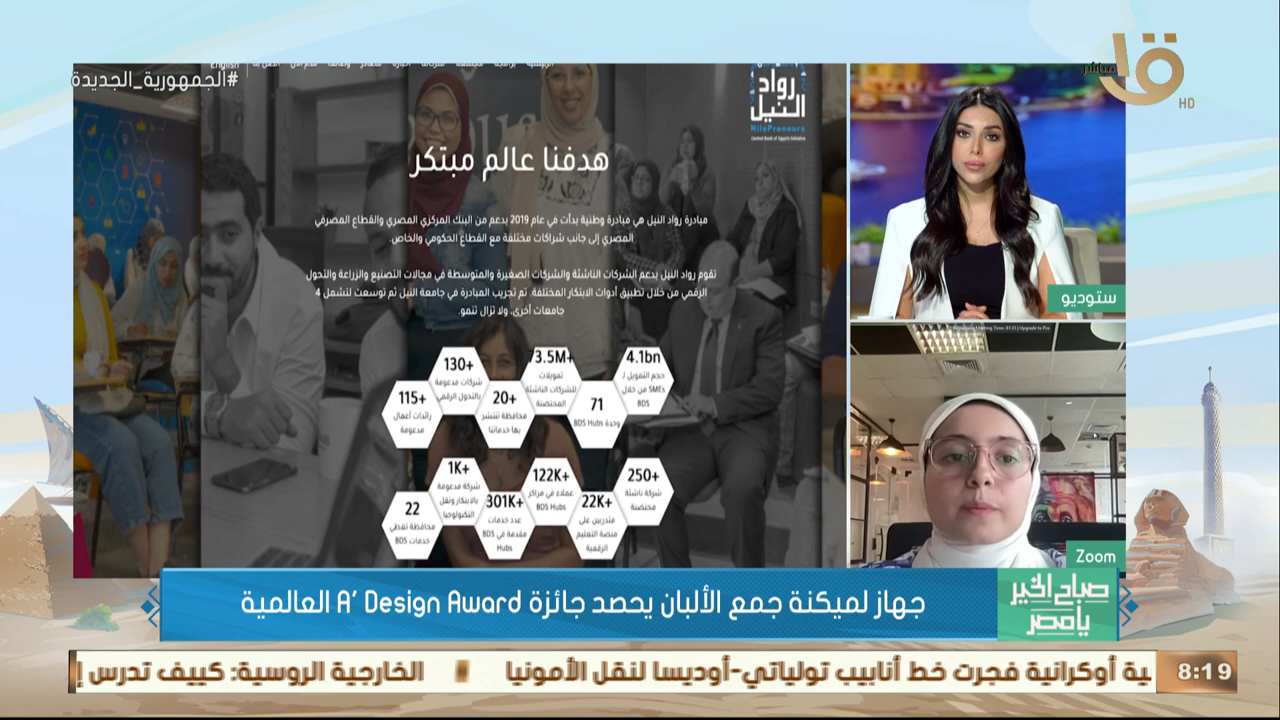 #الجمهورية_الجديدة
English
مباشر
HD
رواد
النيل
NilePreneurs
Central Bank of Egypt's Initiative
هدفنا عالم مبتكر
مبادرة رواد النيل هي مبادرة وطنية بدأت في عام 2019 بدعم من البنك المركزي المصري والقطاع المصرفي
المصري إلى جانب شراكات مختلفة مع القطاع الحكومي والخاص.
تقوم رواد النيل بدعم الشركات الناشئة والشركات الصغيرة والمتوسطة في مجالات التصنيع والزراعة والتحول
الرقمي من خلال تطبيق أدوات الابتكار المختلفة. تم تجريب المبادرة في جامعة النيل ثم توسعت لتشمل 4
جامعات أخرى، ولا تزال تنمو.
4.1bn
حجم التمويل لـ
SMEs من خلال
BDS
73.5M+
تمويلات
للشركات الناشئة
المحتضنة
130+
شركات مدعومة
بالتحول الرقمي
71
وحدة BDS Hubs
20+
محافظة تنتشر
بها خدماتنا
115+
رائدات أعمال
مدعومة
250+
شركة ناشئة
محتضنة
122K+
عملاء في مراكز
BDS Hubs
1K+
شركة مدعومة
بالابتكار ونقل
التكنولوجيا
22K+
متدربين على
منصة التعليم
الرقمية
301K+
عدد خدمات
مقدمة في BDS
Hubs
22
محافظة تغطي
خدمات BDS
ستوديو
Zoom
صباح الخير
يا مصر
جهاز لميكنة جمع الألبان يحصد جائزة A' Design Award العالمية
8:19
ية أوكرانية فجرت خط أنابيب تولياتي-أوديسا لنقل الأمونيا
الخارجية الروسية: كييف تدرس إ